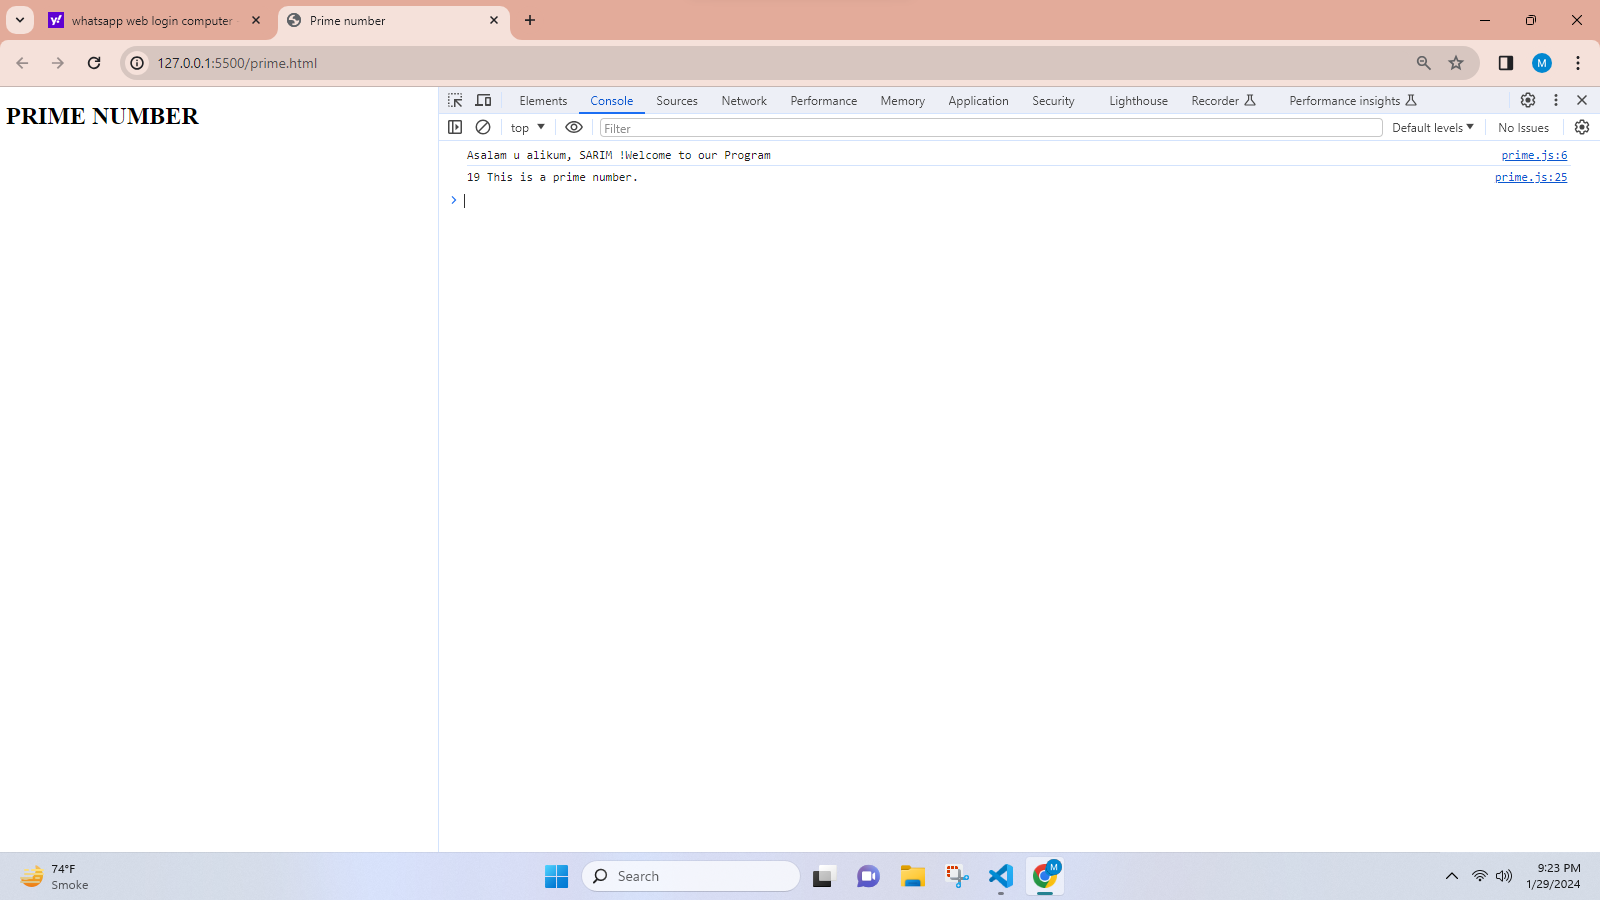 whatsapp web login computer
Prime number
127.0.0.1:5500/prime.html
M
PRIME NUMBER
Elements Console Sources Network Performance Memory Application Security Lighthouse Recorder Performance insights
top Filter Default levels No Issues
Asalam u alikum, SARIM !Welcome to our Program prime.js:6
19 This is a prime number. prime.js:25
74°F
Smoke
Search
M
9:23 PM
1/29/2024